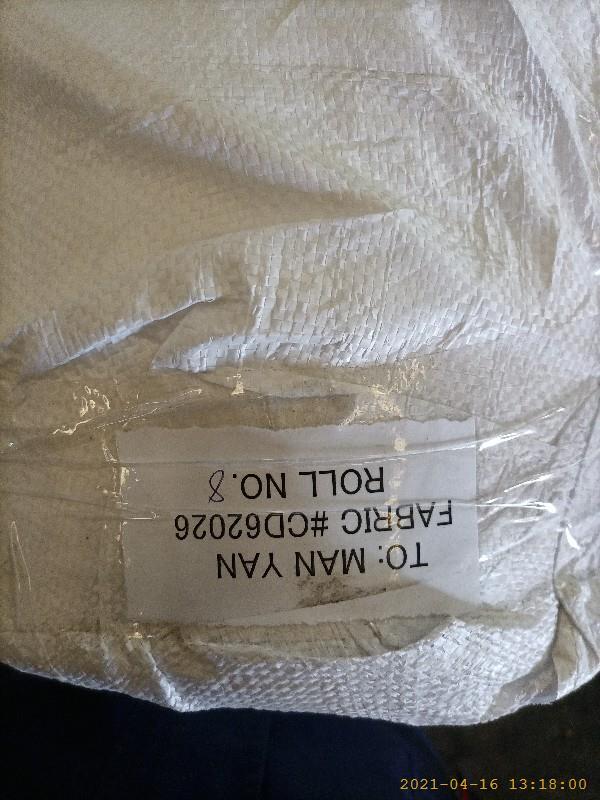 TO: MAN YAN
FABRIC #CD62026
ROLL NO.8
2021-04-16 13:18:00